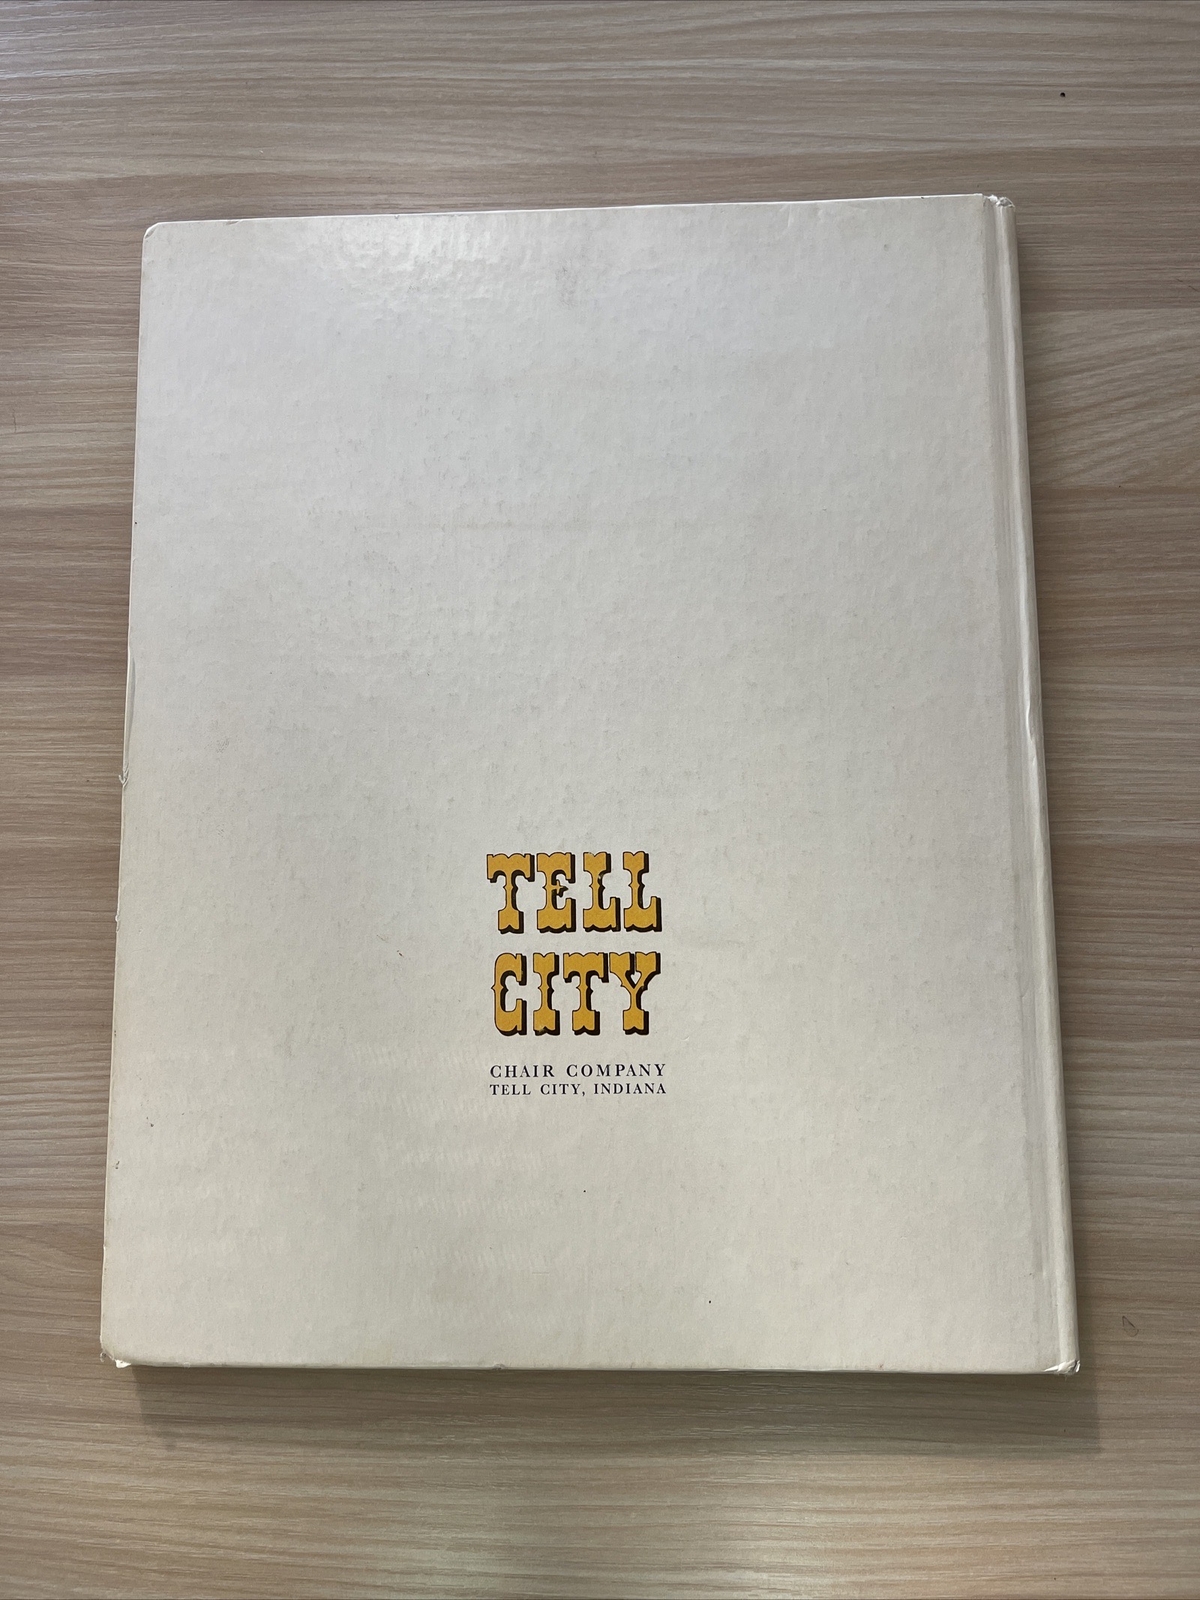 TELL
CITY
CHAIR COMPANY
TELL CITY, INDIANA